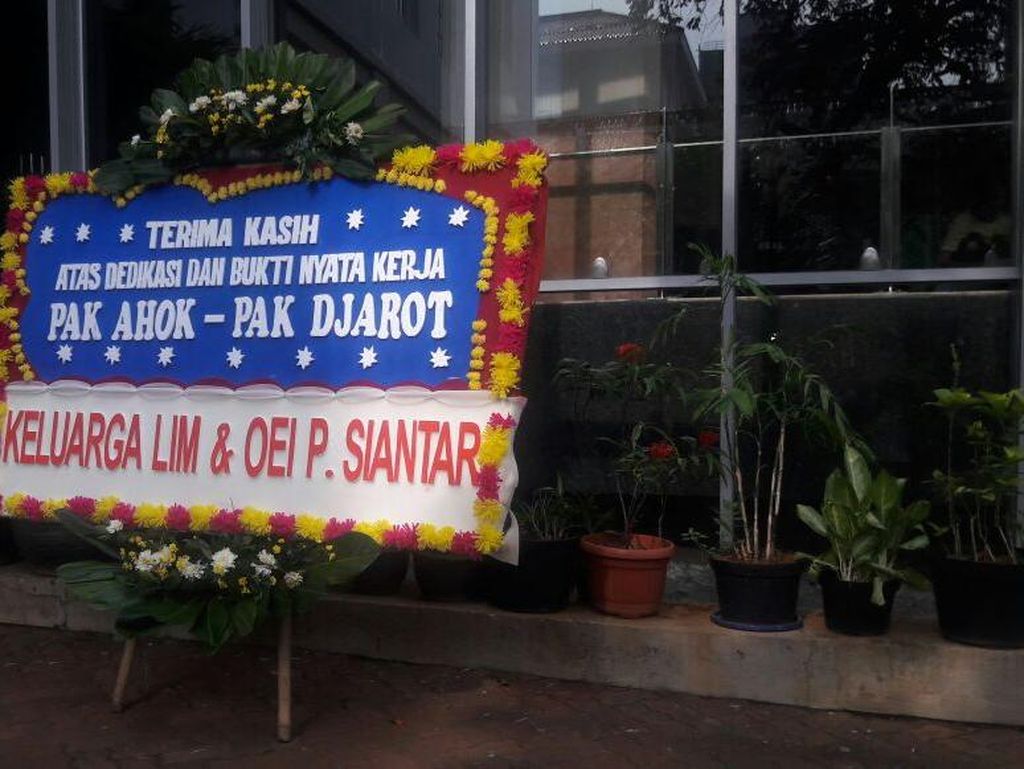 TERIMA KASIH
ATAS DEDIKASI DAN BUKTI NYATA KERJA
PAK AHOK – PAK DJAROT
KELUARGA LIM & OEI P. SIANTAR